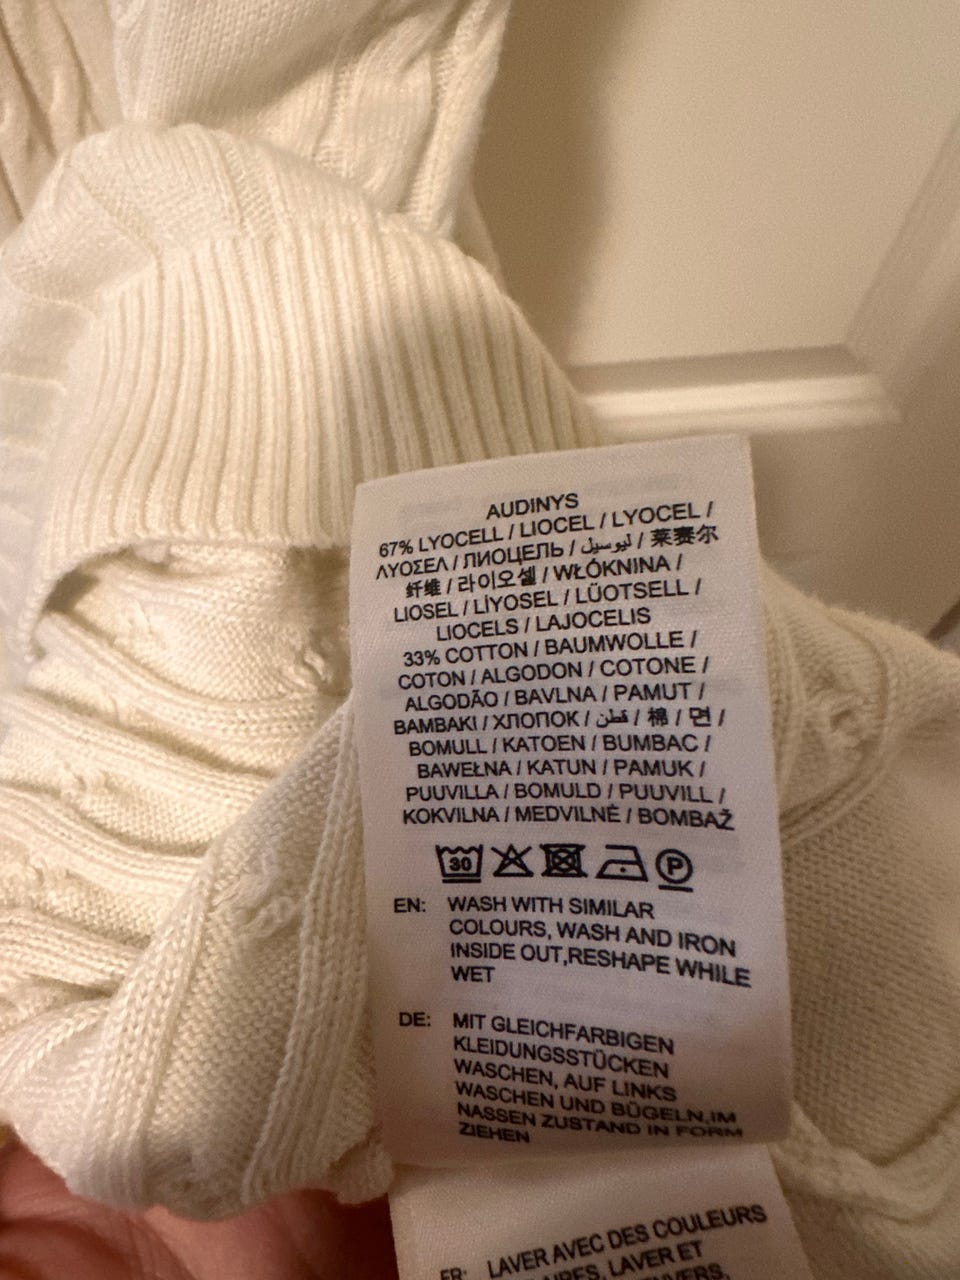 AUDINYS
67% LYOCELL / LIOCEL / LYOCEL /
ΛΥΟΣΕΛ / ЛИОЦЕЛЬ / ليوسيل / 莱赛尔
纤维 / 라이오셀 / WŁÓKNINA /
LIOSEL / LİYOSEL / LÜOTSELL /
LIOCELS / LAJOCELIS
33% COTTON / BAUMWOLLE /
COTON / ALGODON / COTONE /
ALGODÃO / BAVLNA / PAMUT /
BAMBAKI / ХЛОПОК / قطن / 棉 / 면 /
BOMULL / KATOEN / BUMBAC /
BAWEŁNA / KATUN / PAMUK /
PUUVILLA / BOMULD / PUUVILL /
KOKVILNA / MEDVILNĖ / BOMBAŽ
30 P
EN: WASH WITH SIMILAR
COLOURS, WASH AND IRON
INSIDE OUT,RESHAPE WHILE
WET
DE: MIT GLEICHFARBIGEN
KLEIDUNGSSTÜCKEN
WASCHEN, AUF LINKS
WASCHEN UND BÜGELN,IM
NASSEN ZUSTAND IN FORM
ZIEHEN
FR: LAVER AVEC DES COULEURS
LAVER ET